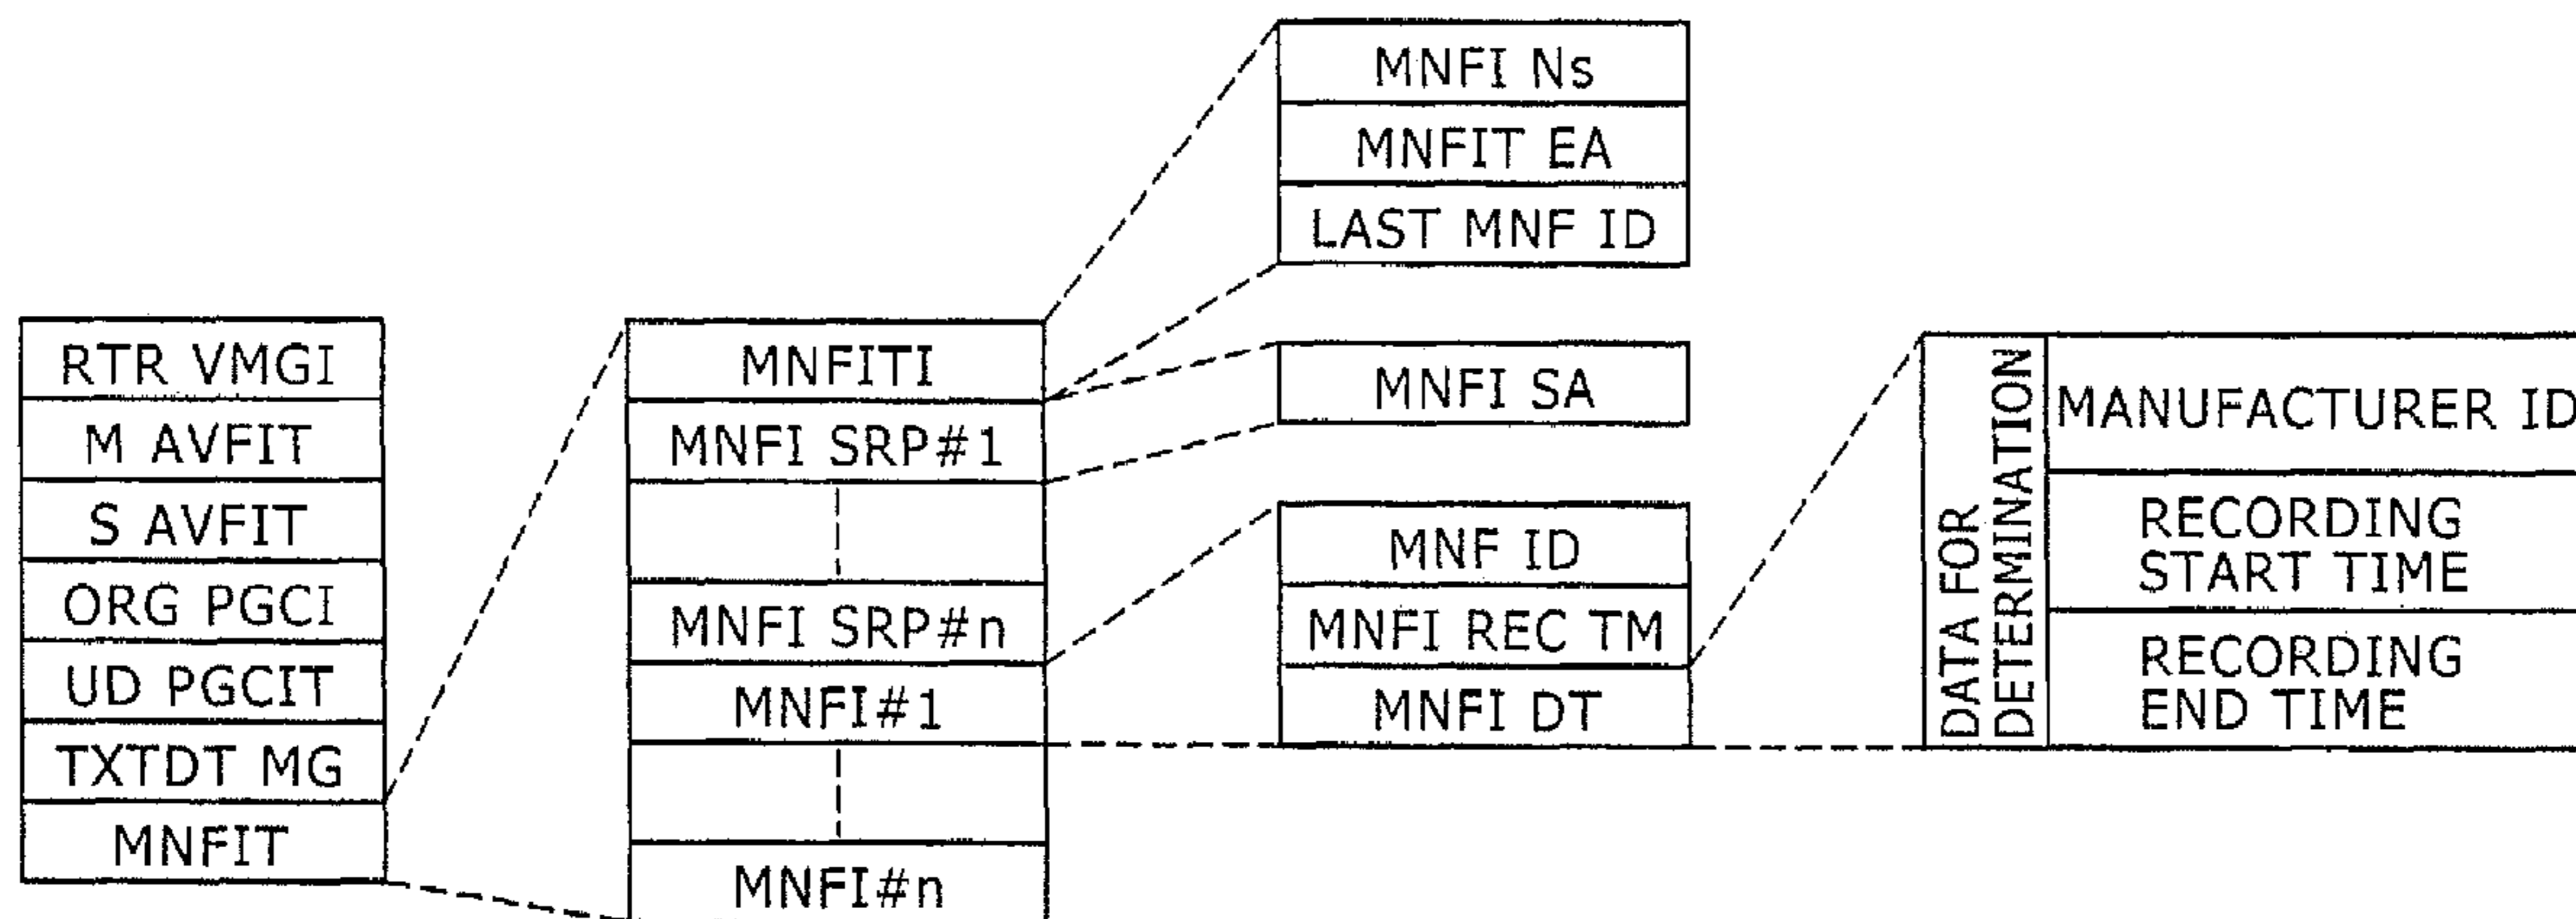 RTR VMGI
M AVFIT
S AVFIT
ORG PGCI
UD PGCIT
TXTDT MG
MNFIT
MNFITI
MNFI SRP#1
MNFI SRP#n
MNFI#1
MNFI#n
MNFI Ns
MNFIT EA
LAST MNF ID
MNFI SA
MNF ID
MNFI REC TM
MNFI DT
DATA FOR
DETERMINATION
MANUFACTURER ID
RECORDING
START TIME
RECORDING
END TIME